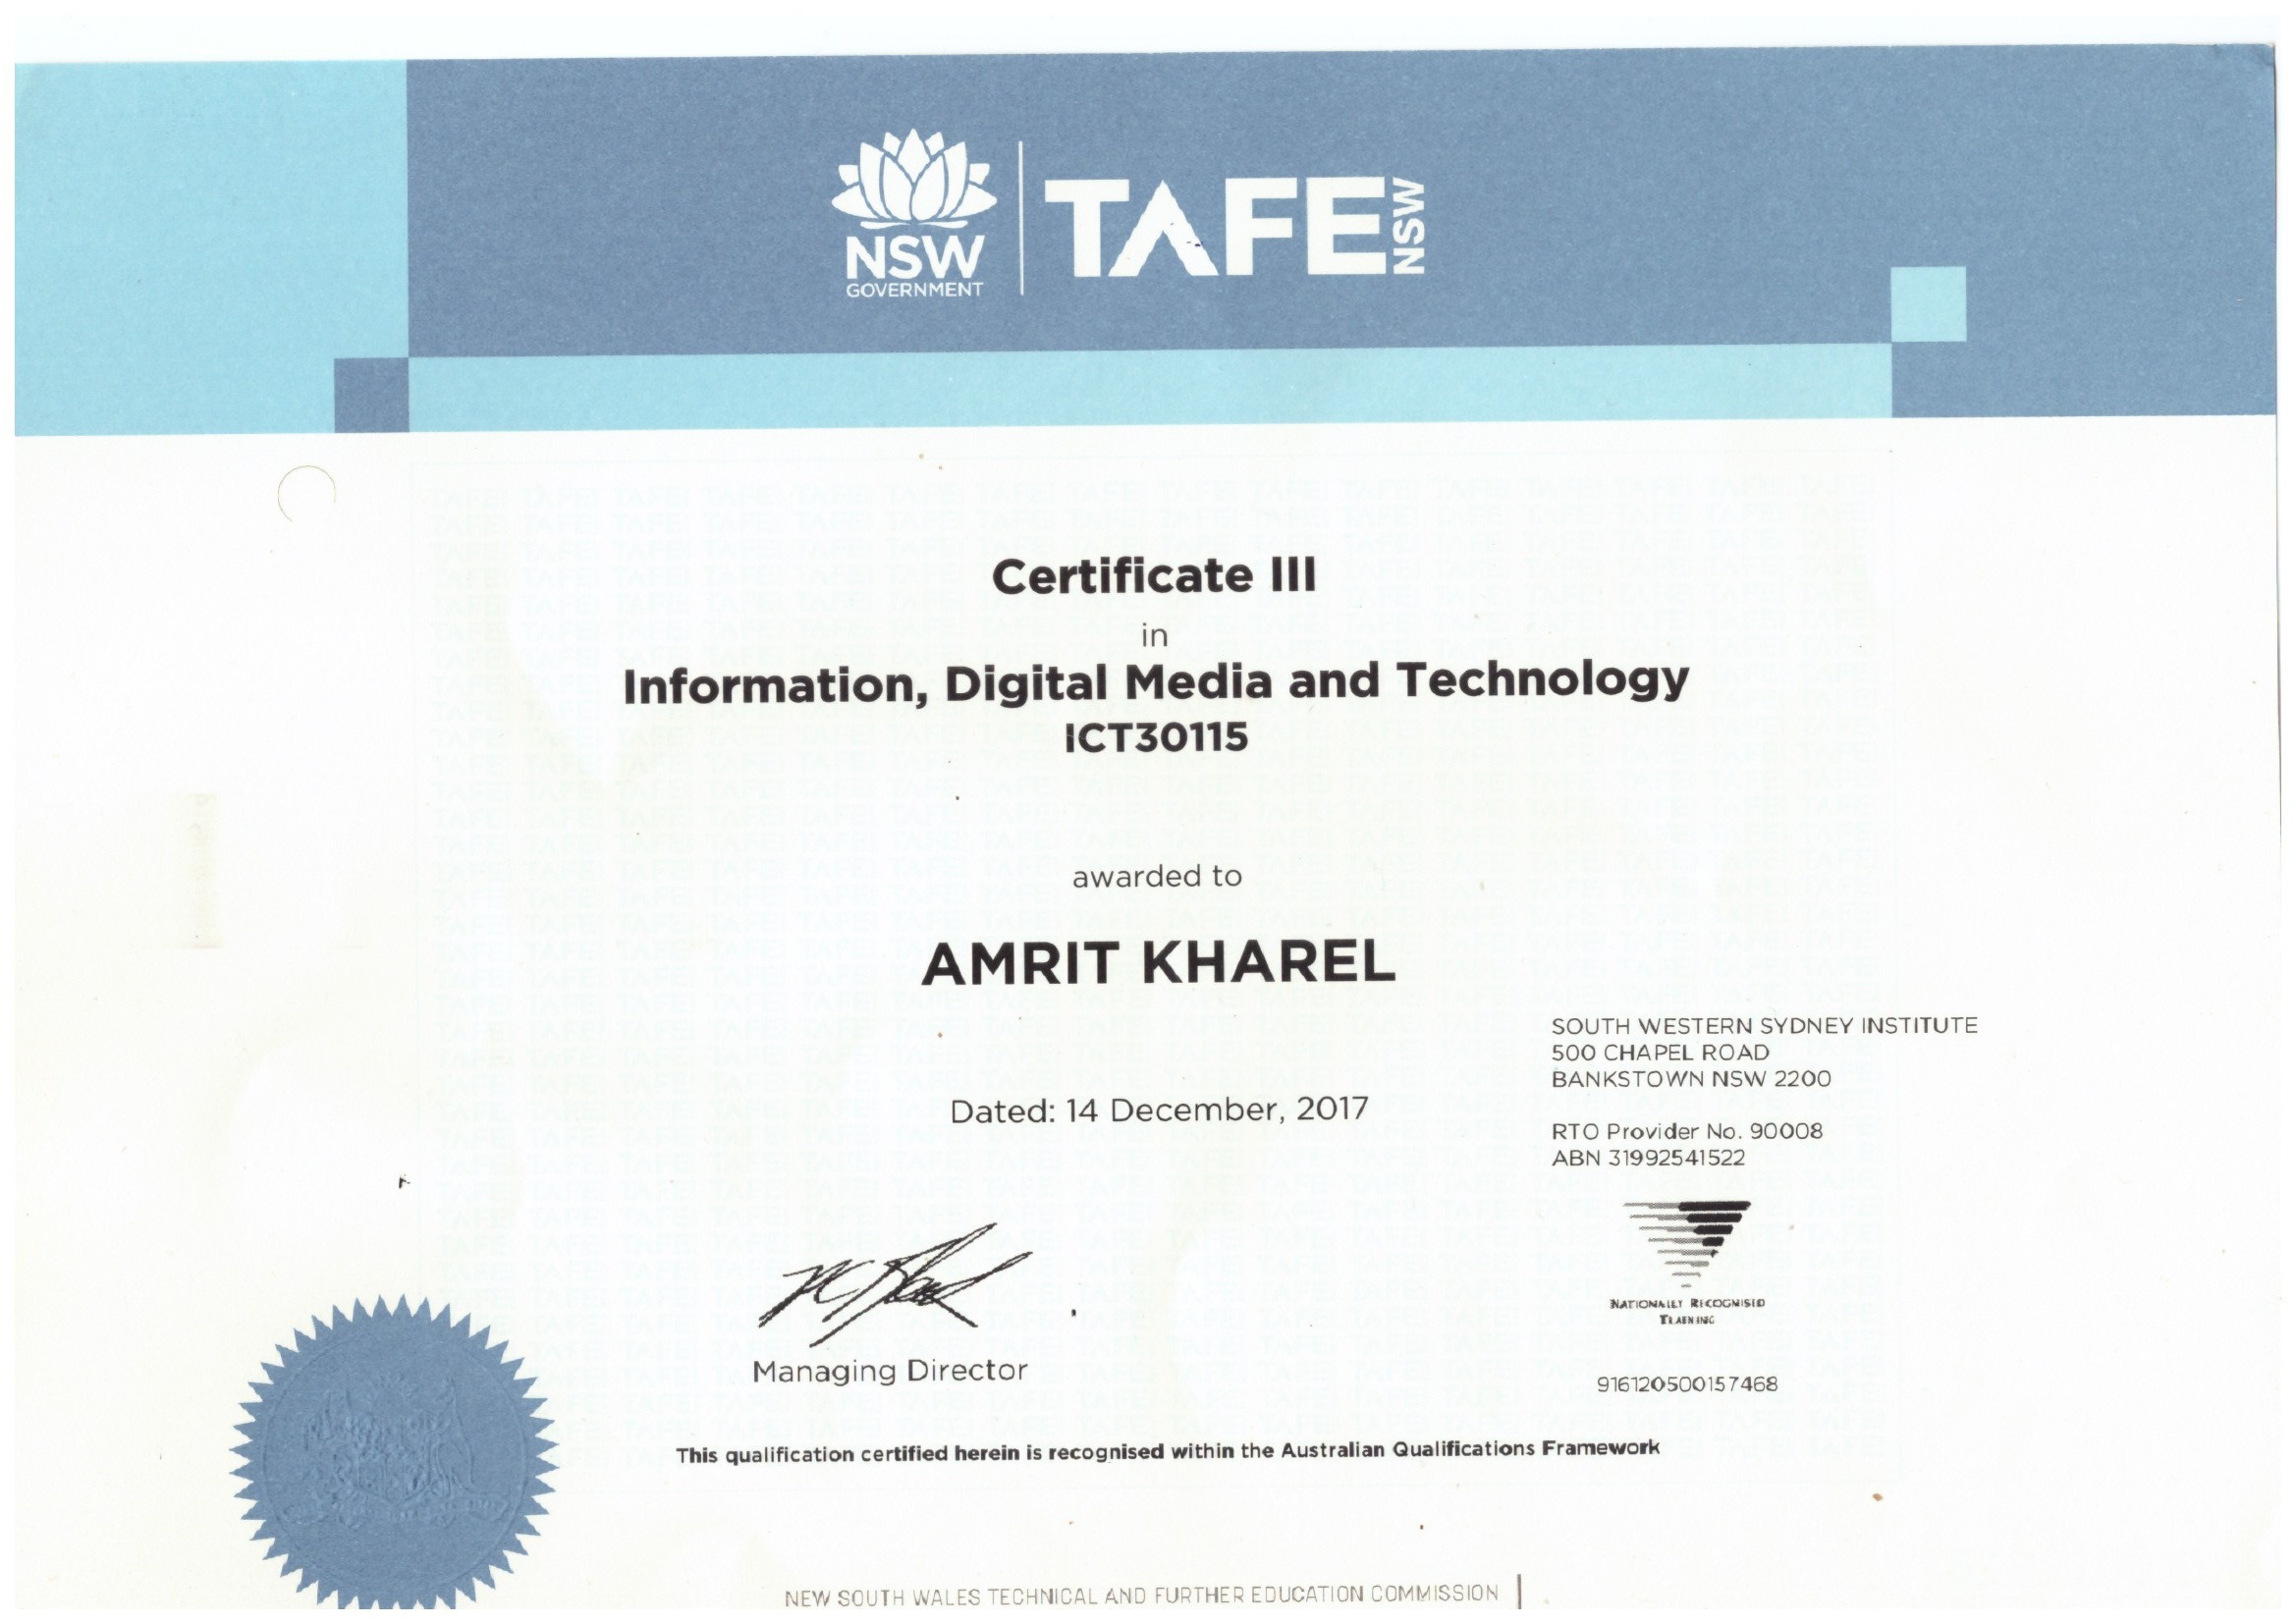 NSW
GOVERNMENT
TAFE NSW
Certificate III
in
Information, Digital Media and Technology
ICT30115
awarded to
AMRIT KHAREL
SOUTH WESTERN SYDNEY INSTITUTE
500 CHAPEL ROAD
BANKSTOWN NSW 2200
Dated: 14 December, 2017
RTO Provider No. 90008
ABN 31992541522
NATIONALLY RECOGNISED
TRAINING
Managing Director
916120500157468
This qualification certified herein is recognised within the Australian Qualifications Framework
NEW SOUTH WALES TECHNICAL AND FURTHER EDUCATION COMMISSION